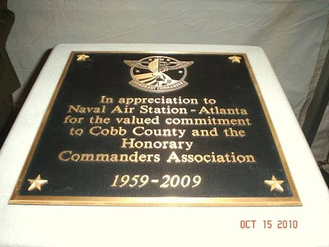 In appreciation to
Naval Air Station - Atlanta
for the valued commitment
to Cobb County and the
Honorary
Commanders Association
1959-2009
OCT 15 2010